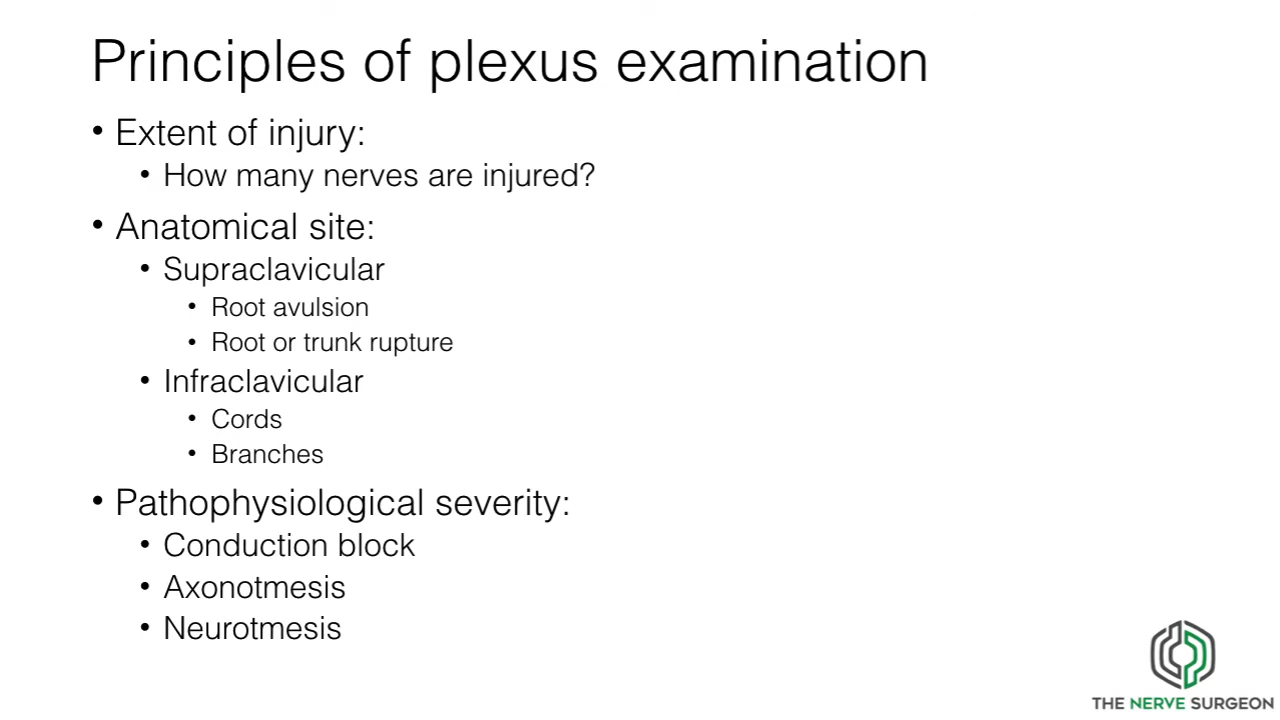 Principles of plexus examination
• Extent of injury:
• How many nerves are injured?
• Anatomical site:
• Supraclavicular
• Root avulsion
• Root or trunk rupture
• Infraclavicular
• Cords
• Branches
• Pathophysiological severity:
• Conduction block
• Axonotmesis
• Neurotmesis
THE NERVE SURGEON